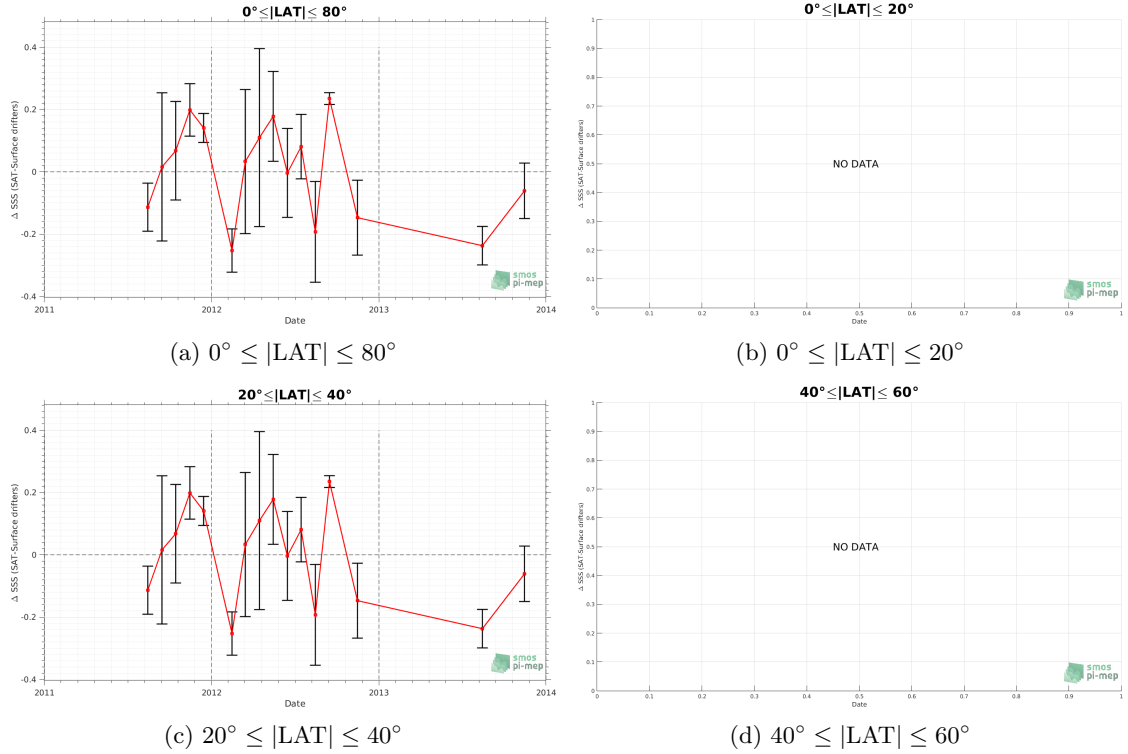 0°≤|LAT|≤ 80°
0.4
0.2
0
-0.2
-0.4
Δ SSS (SAT-Surface drifters)
2011 2012 2013 2014
Date
smos
pi-mep
(a) 0° ≤ |LAT| ≤ 80°
0°≤|LAT|≤ 20°
1
0.9
0.8
0.7
0.6
0.5
0.4
0.3
0.2
0.1
0
Δ SSS (SAT-Surface drifters)
NO DATA
0 0.1 0.2 0.3 0.4 0.5 0.6 0.7 0.8 0.9 1
Date
smos
pi-mep
(b) 0° ≤ |LAT| ≤ 20°
20°≤|LAT|≤ 40°
0.4
0.2
0
-0.2
-0.4
Δ SSS (SAT-Surface drifters)
2011 2012 2013 2014
Date
smos
pi-mep
(c) 20° ≤ |LAT| ≤ 40°
40°≤|LAT|≤ 60°
1
0.9
0.8
0.7
0.6
0.5
0.4
0.3
0.2
0.1
0
Δ SSS (SAT-Surface drifters)
NO DATA
0 0.1 0.2 0.3 0.4 0.5 0.6 0.7 0.8 0.9 1
Date
smos
pi-mep
(d) 40° ≤ |LAT| ≤ 60°